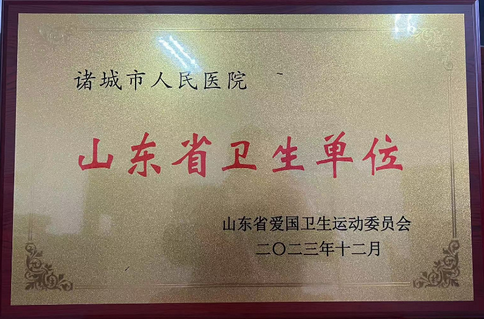 诸城市人民医院
山东省卫生单位
山东省爱国卫生运动委员会
二〇二三年十二月